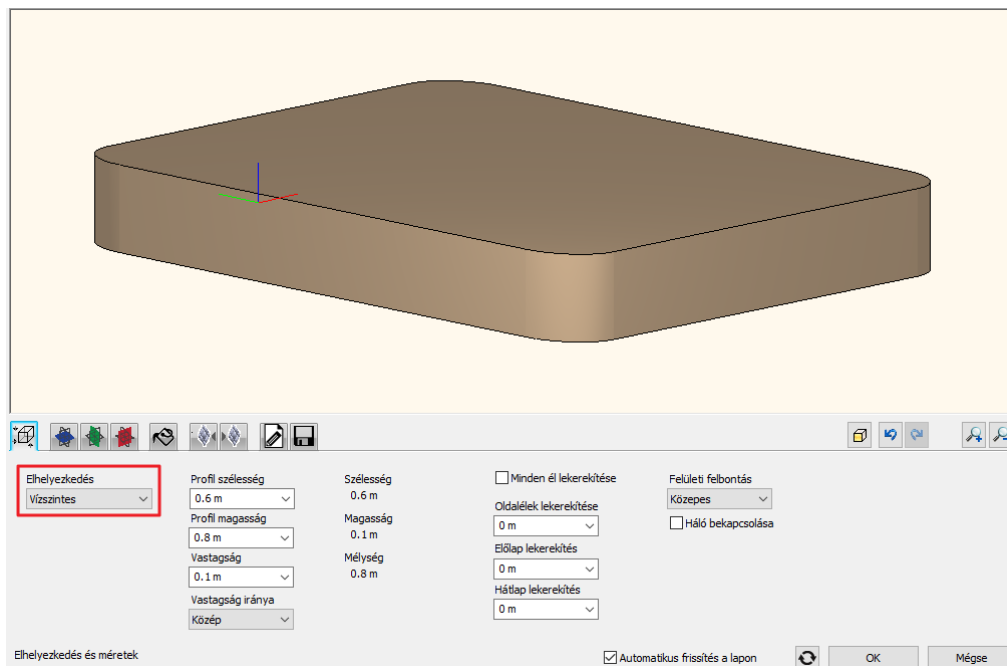 Elhelyezkedés
Vízszintes
Profil szélesség
0.6 m
Profil magasság
0.8 m
Vastagság
0.1 m
Vastagság iránya
Közép
Szélesség
0.6 m
Magasság
0.1 m
Mélység
0.8 m
Minden él lekerekítése
Oldalélek lekerekítése
0 m
Előlap lekerekítés
0 m
Hátlap lekerekítés
0 m
Felületi felbontás
Közepes
Háló bekapcsolása
Elhelyezkedés és méretek
Automatikus frissítés a lapon
OK
Mégse